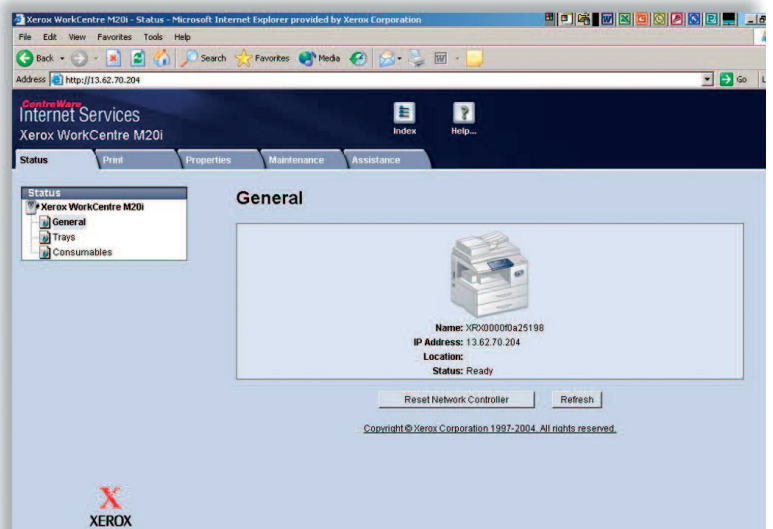 Xerox WorkCentre M20i - Status - Microsoft Internet Explorer provided by Xerox Corporation
File Edit View Favorites Tools Help
Back Search Favorites Media
Address http://13.62.70.204 Go
CentreWare
Internet Services
Xerox WorkCentre M20i
Index Help...
Status Print Properties Maintenance Assistance
Status
Xerox WorkCentre M20i
General
Trays
Consumables
General
Name: XRX0000f0a25198
IP Address: 13.62.70.204
Location:
Status: Ready
Reset Network Controller Refresh
Copyright © Xerox Corporation 1997-2004. All rights reserved.
X
XEROX